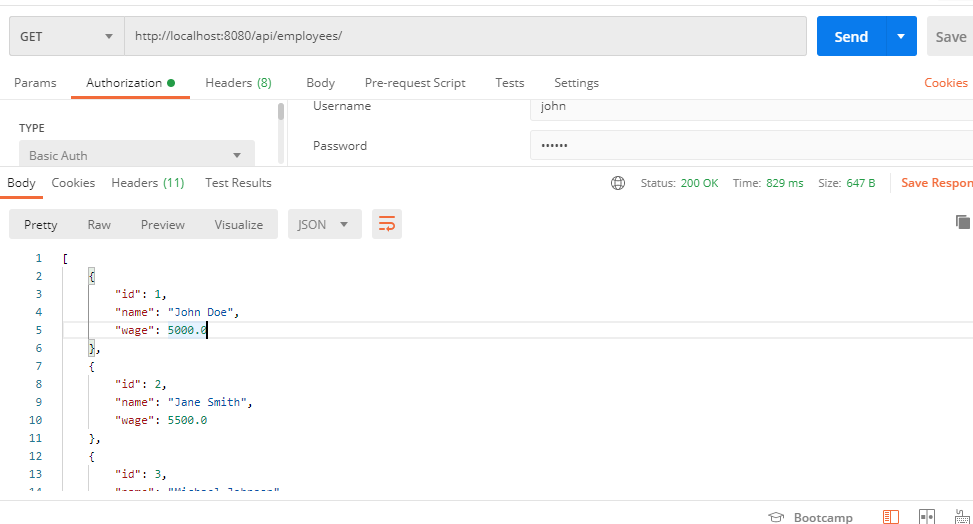 GET http://localhost:8080/api/employees/ Send Save
Params Authorization Headers (8) Body Pre-request Script Tests Settings Cookies
Username john
TYPE
Basic Auth
Password ••••••
Body Cookies Headers (11) Test Results Status: 200 OK Time: 829 ms Size: 647 B Save Respon
Pretty Raw Preview Visualize JSON
1 [
2 {
3 "id": 1,
4 "name": "John Doe",
5 "wage": 5000.0
6 },
7 {
8 "id": 2,
9 "name": "Jane Smith",
10 "wage": 5500.0
11 },
12 {
13 "id": 3,
14 "name": "Michael Johnson"
Bootcamp